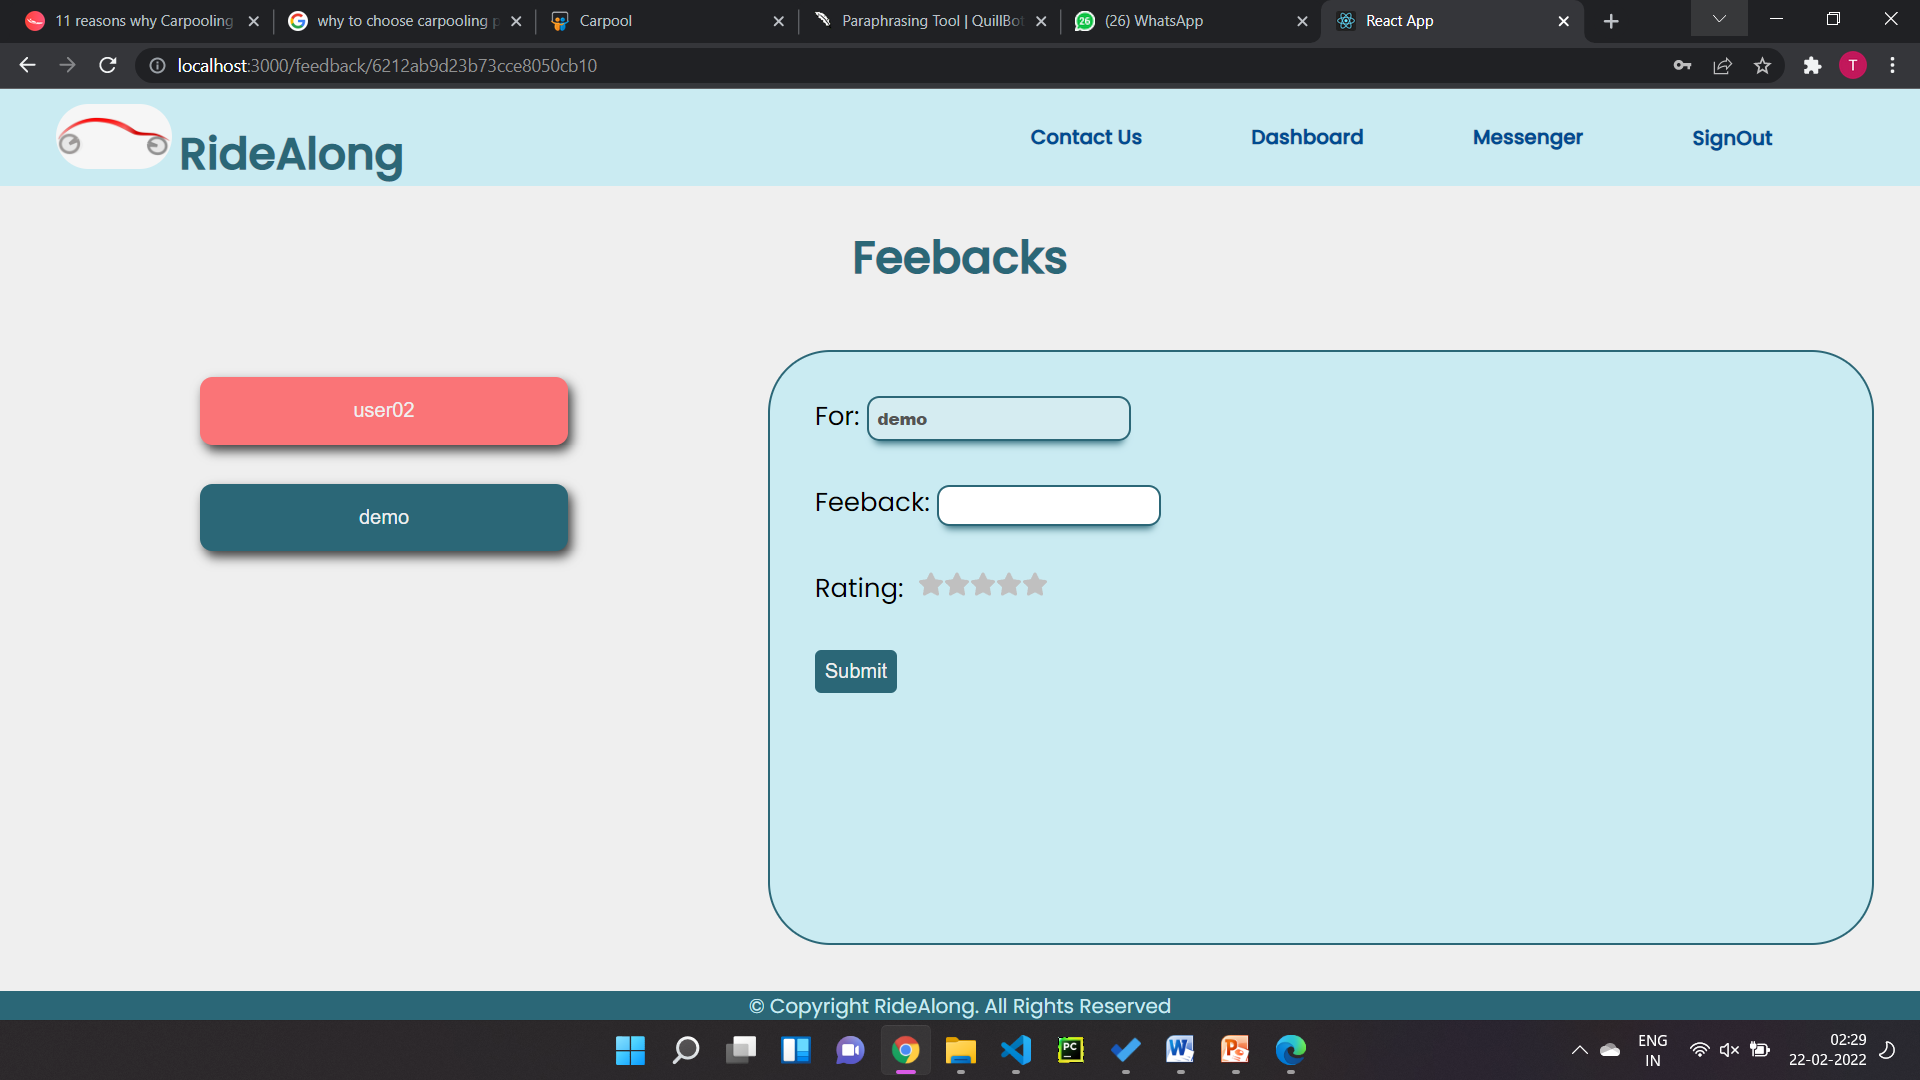 11 reasons why Carpooling
why to choose carpooling p
Carpool
Paraphrasing Tool | QuillBot
(26) WhatsApp
React App
localhost:3000/feedback/6212ab9d23b73cce8050cb10
T
RideAlong
Contact Us
Dashboard
Messenger
SignOut
Feebacks
user02
demo
For: demo
Feeback:
Rating:
Submit
© Copyright RideAlong. All Rights Reserved
ENG
IN
02:29
22-02-2022